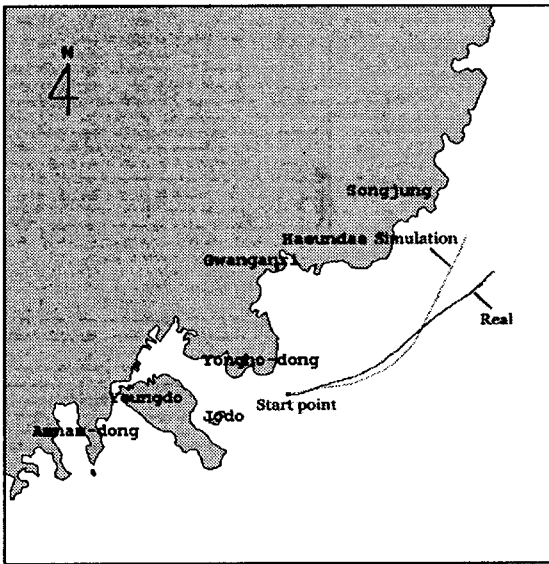 N
Songjung
Haeundae Simulation
Gwanganri
Real
Yongho-dong
Start point
Youngdo
Jodo
Amnam-dong